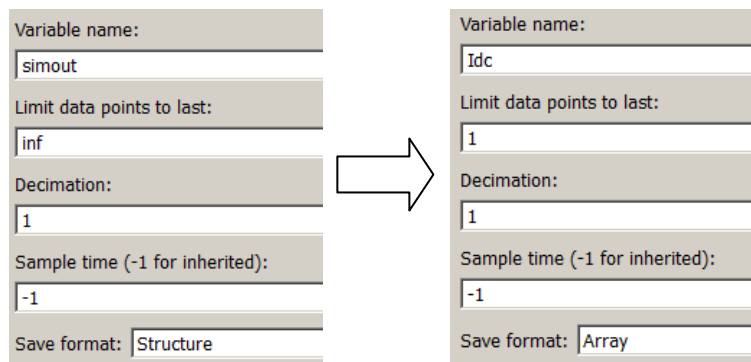 Variable name:
simout
Limit data points to last:
inf
Decimation:
1
Sample time (-1 for inherited):
-1
Save format: Structure
Variable name:
Idc
Limit data points to last:
1
Decimation:
1
Sample time (-1 for inherited):
-1
Save format: Array